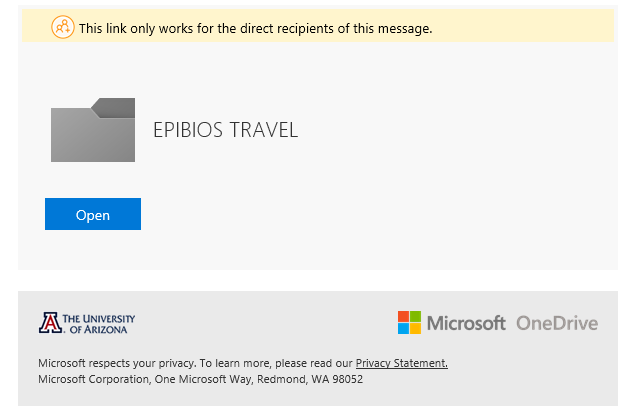 This link only works for the direct recipients of this message.
EPIBIOS TRAVEL
Open
THE UNIVERSITY
OF ARIZONA
Microsoft OneDrive
Microsoft respects your privacy. To learn more, please read our Privacy Statement.
Microsoft Corporation, One Microsoft Way, Redmond, WA 98052